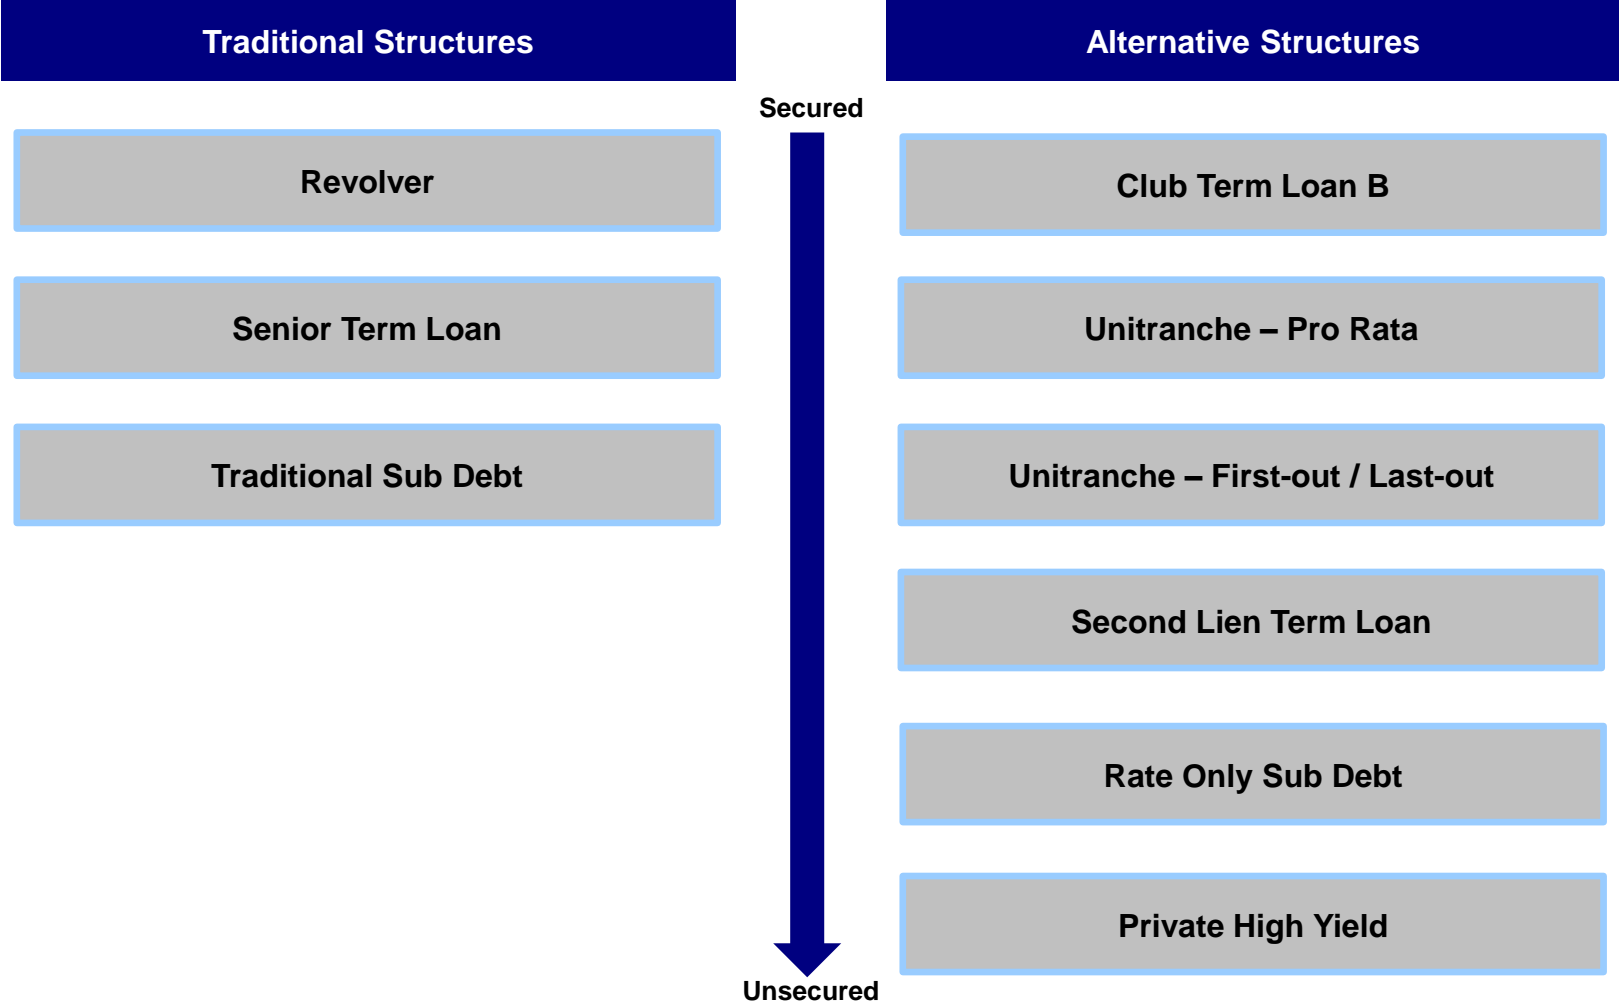 Traditional Structures
Alternative Structures
Secured
Revolver
Club Term Loan B
Senior Term Loan
Unitranche – Pro Rata
Traditional Sub Debt
Unitranche – First-out / Last-out
Second Lien Term Loan
Rate Only Sub Debt
Private High Yield
Unsecured